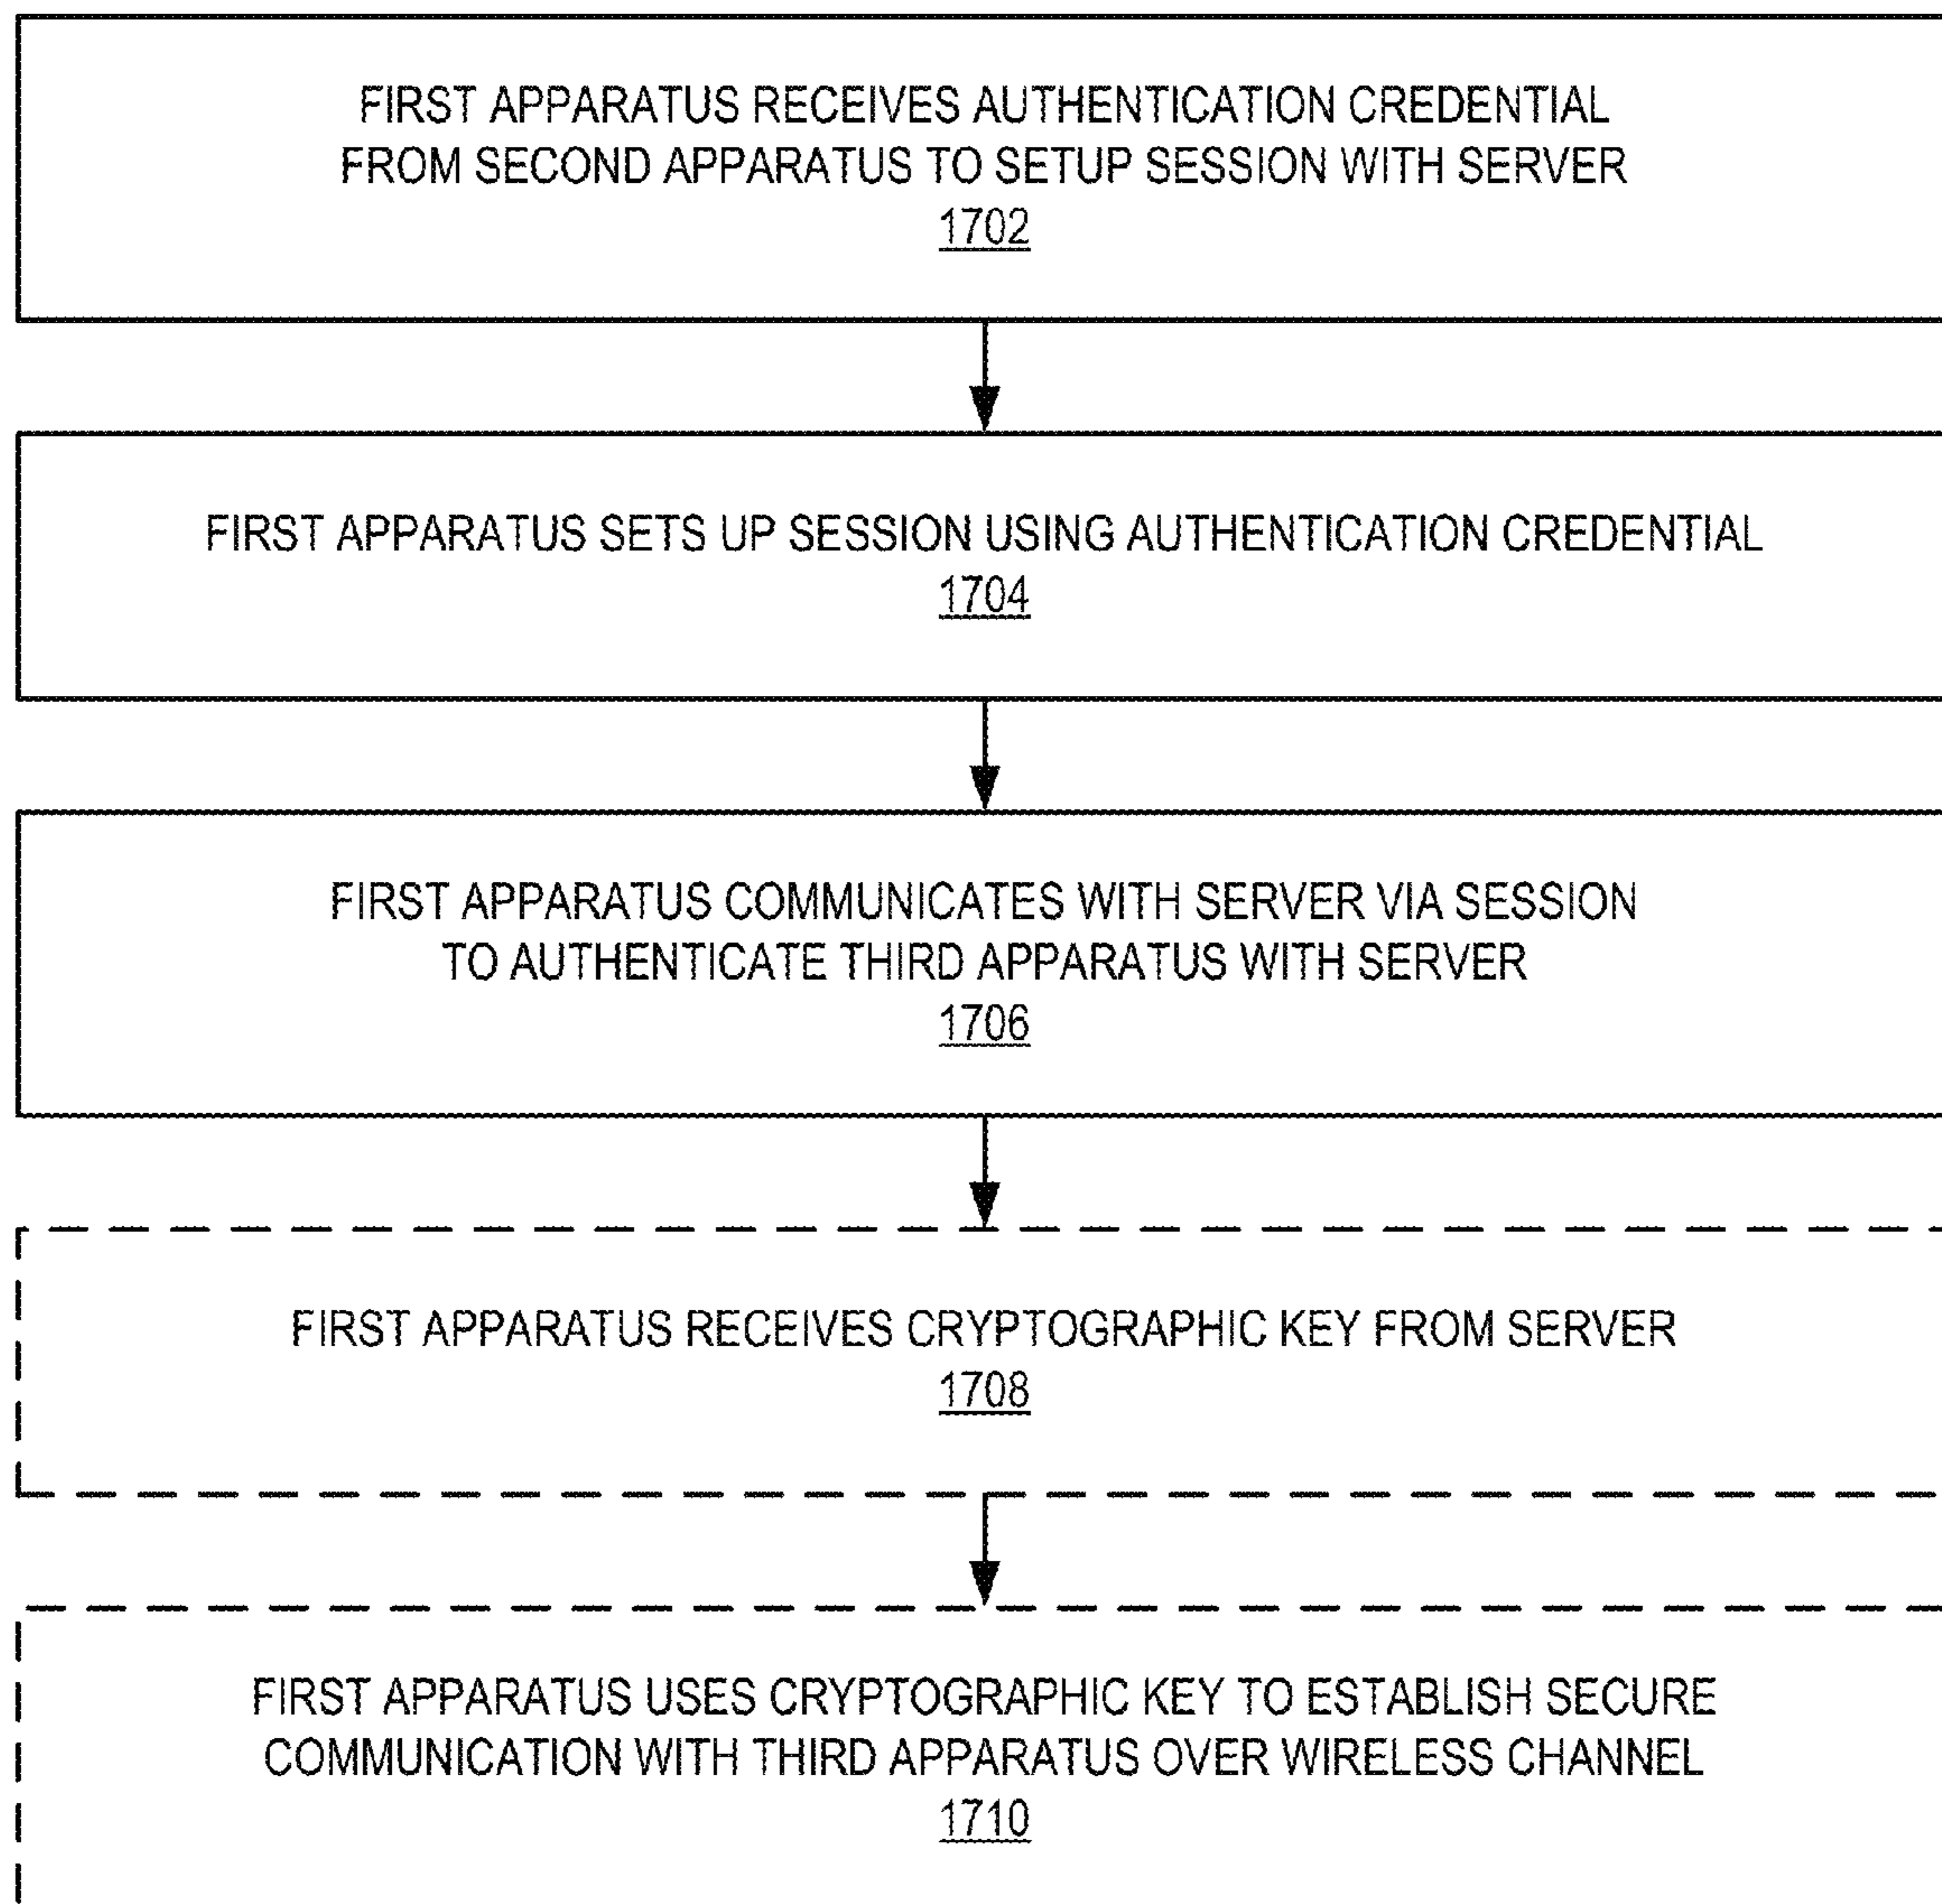 FIRST APPARATUS RECEIVES AUTHENTICATION CREDENTIAL
FROM SECOND APPARATUS TO SETUP SESSION WITH SERVER
1702
FIRST APPARATUS SETS UP SESSION USING AUTHENTICATION CREDENTIAL
1704
FIRST APPARATUS COMMUNICATES WITH SERVER VIA SESSION
TO AUTHENTICATE THIRD APPARATUS WITH SERVER
1706
FIRST APPARATUS RECEIVES CRYPTOGRAPHIC KEY FROM SERVER
1708
FIRST APPARATUS USES CRYPTOGRAPHIC KEY TO ESTABLISH SECURE
COMMUNICATION WITH THIRD APPARATUS OVER WIRELESS CHANNEL
1710